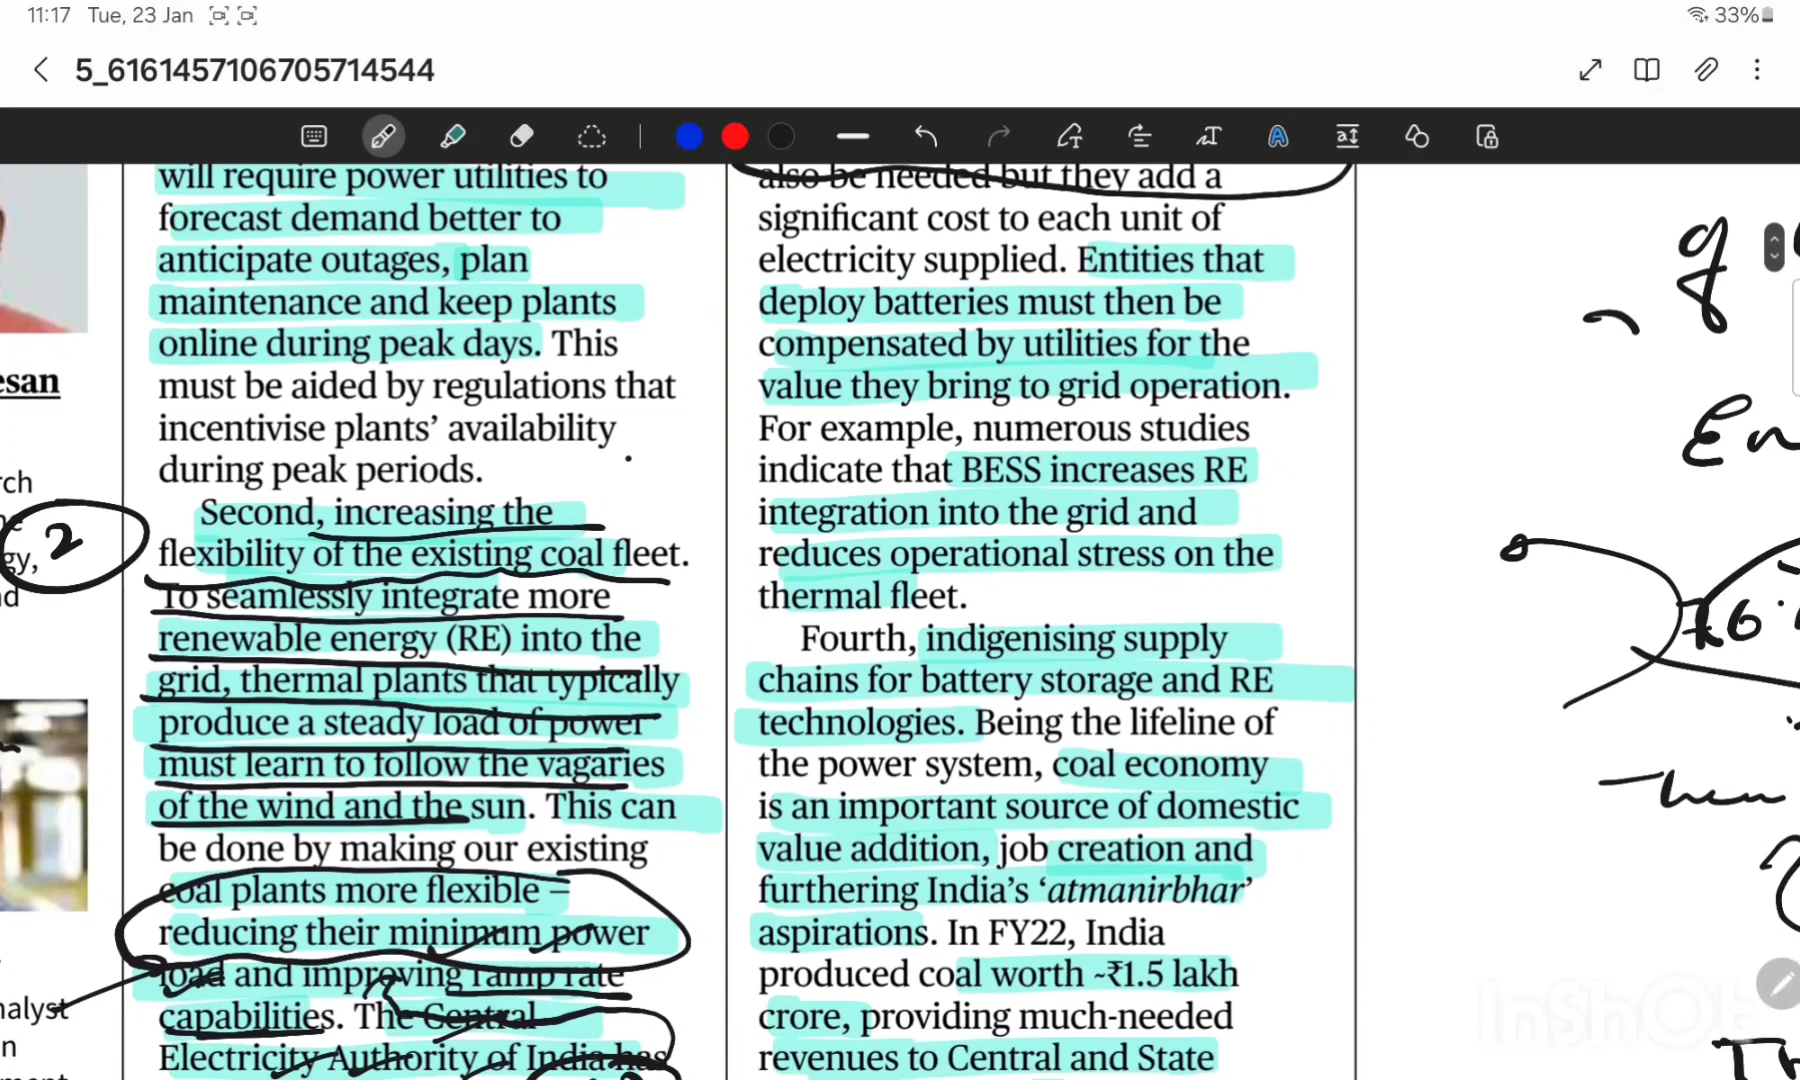 11:17 Tue, 23 Jan
33%
5_6161457106705714544
will require power utilities to
forecast demand better to
anticipate outages, plan
maintenance and keep plants
online during peak days. This
must be aided by regulations that
incentivise plants’ availability
during peak periods.
Second, increasing the
flexibility of the existing coal fleet.
To seamlessly integrate more
renewable energy (RE) into the
grid, thermal plants that typically
produce a steady load of power
must learn to follow the vagaries
of the wind and the sun. This can
be done by making our existing
coal plants more flexible –
reducing their minimum power
load and improving ramp rate
capabilities. The Central
Electricity Authority of India has
also be needed but they add a
significant cost to each unit of
electricity supplied. Entities that
deploy batteries must then be
compensated by utilities for the
value they bring to grid operation.
For example, numerous studies
indicate that BESS increases RE
integration into the grid and
reduces operational stress on the
thermal fleet.
Fourth, indigenising supply
chains for battery storage and RE
technologies. Being the lifeline of
the power system, coal economy
is an important source of domestic
value addition, job creation and
furthering India’s ‘atmanirbhar’
aspirations. In FY22, India
produced coal worth ~₹1.5 lakh
crore, providing much-needed
revenues to Central and State
esan
rch
gy,
nalyst
2
En
Th
InShOt